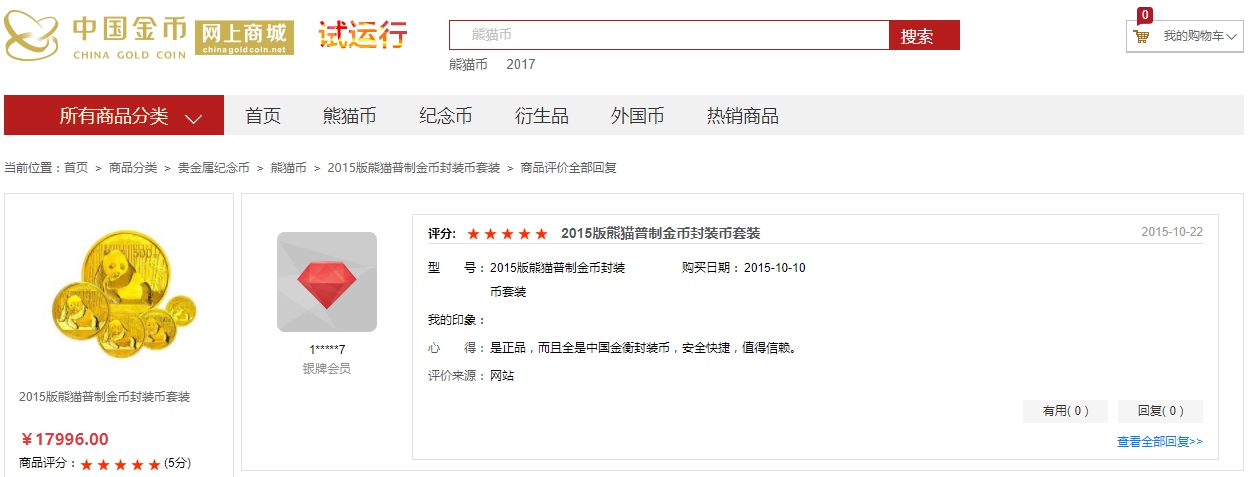 中国金币
CHINA GOLD COIN
网上商城
chinagoldcoin.net
试运行
熊猫币
搜索
0
我的购物车
熊猫币 2017
所有商品分类 首页 熊猫币 纪念币 衍生品 外国币 热销商品
当前位置：首页 > 商品分类 > 贵金属纪念币 > 熊猫币 > 2015版熊猫普制金币封装币套装 > 商品评价全部回复
2015版熊猫普制金币封装币套装
￥17996.00
商品评分：★★★★★(5分)
1*****7
银牌会员
评分: ★★★★★ 2015版熊猫普制金币封装币套装 2015-10-22
型 号：2015版熊猫普制金币封装 购买日期：2015-10-10
币套装
我的印象：
心 得：是正品，而且全是中国金衡封装币，安全快捷，值得信赖。
评价来源：网站
有用( 0 ) 回复( 0 )
查看全部回复>>